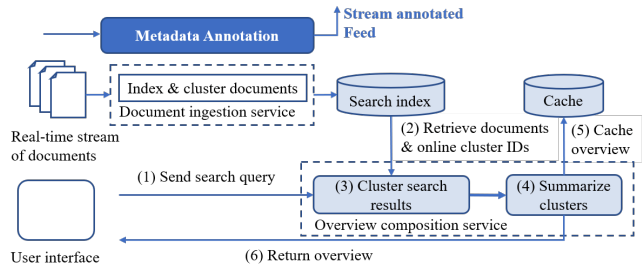 Stream annotated
Feed
Metadata Annotation
Index & cluster documents
Document ingestion service
Search index
Cache
Real-time stream
of documents
(2) Retrieve documents
& online cluster IDs
(5) Cache
overview
(1) Send search query
(3) Cluster search
results
(4) Summarize
clusters
Overview composition service
User interface
(6) Return overview